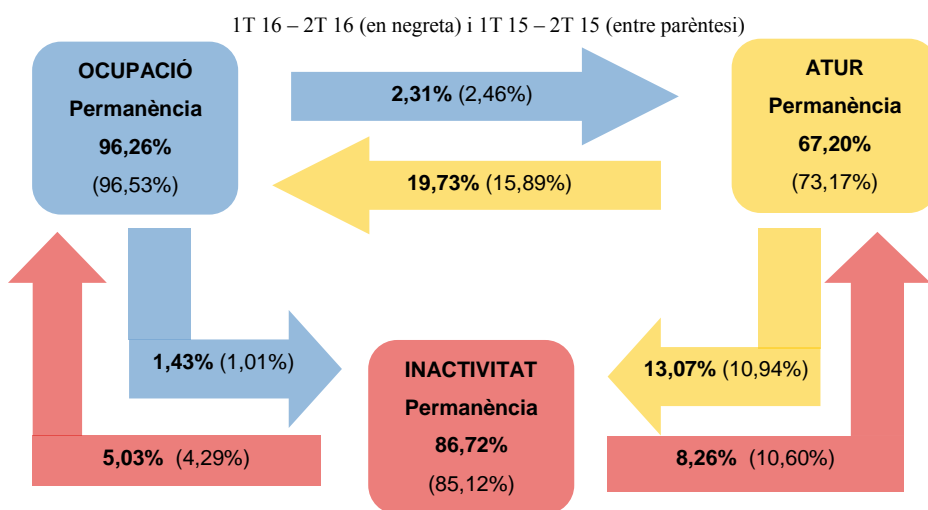 1T 16 – 2T 16 (en negreta) i 1T 15 – 2T 15 (entre parèntesi)
OCUPACIÓ
Permanència
96,26%
(96,53%)
2,31% (2,46%)
19,73% (15,89%)
ATUR
Permanència
67,20%
(73,17%)
1,43% (1,01%)
INACTIVITAT
Permanència
86,72%
(85,12%)
13,07% (10,94%)
5,03% (4,29%)
8,26% (10,60%)